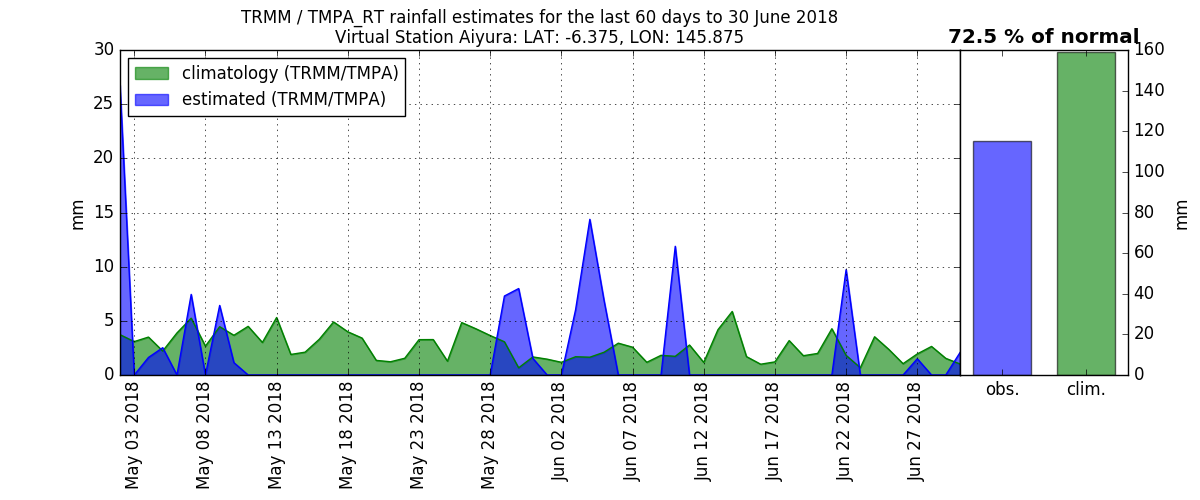 TRMM / TMPA_RT rainfall estimates for the last 60 days to 30 June 2018
Virtual Station Aiyura: LAT: -6.375, LON: 145.875
72.5 % of normal
climatology (TRMM/TMPA)
estimated (TRMM/TMPA)
30
25
20
15
10
5
0
mm
May 03 2018
May 08 2018
May 13 2018
May 18 2018
May 23 2018
May 28 2018
Jun 02 2018
Jun 07 2018
Jun 12 2018
Jun 17 2018
Jun 22 2018
Jun 27 2018
obs.
clim.
160
140
120
100
80
60
40
20
0
mm